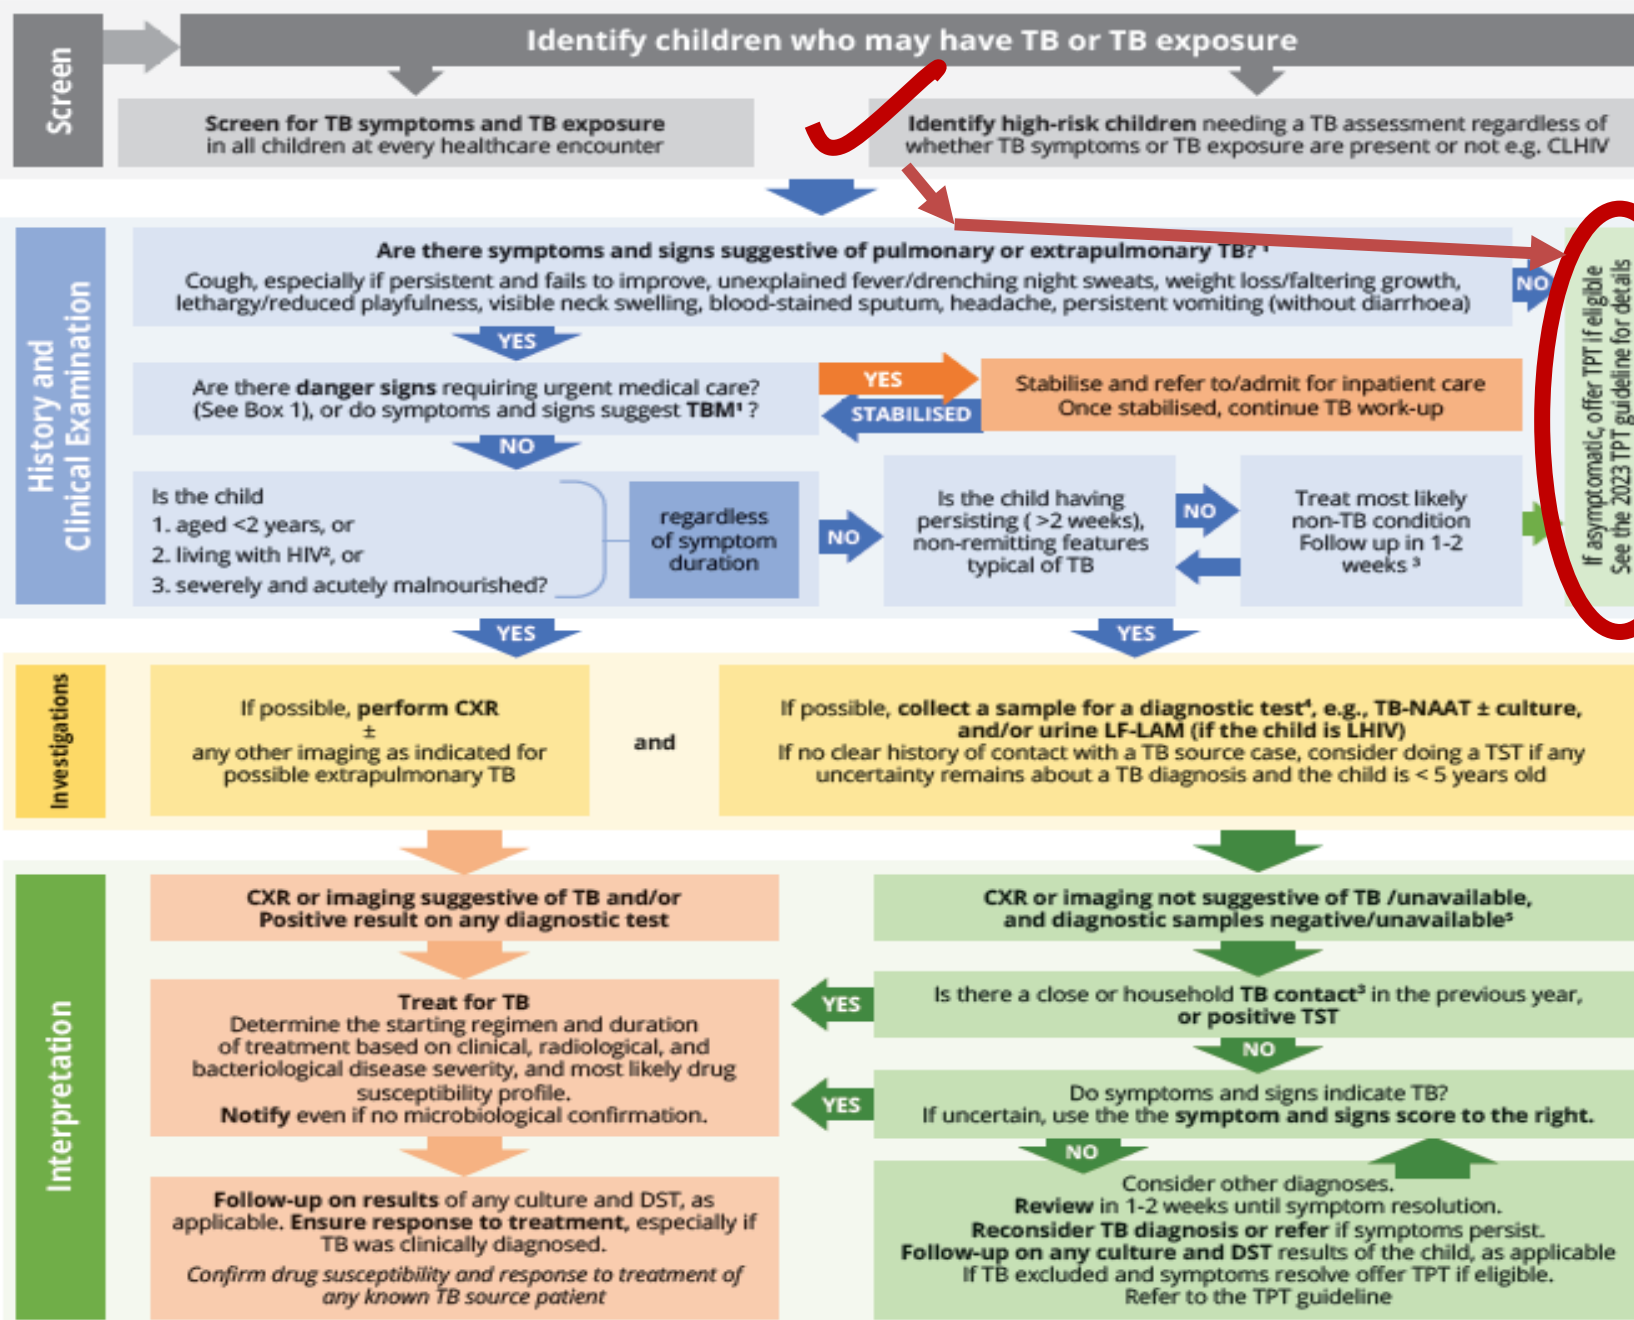 Screen
Identify children who may have TB or TB exposure
Screen for TB symptoms and TB exposure
in all children at every healthcare encounter
Identify high-risk children needing a TB assessment regardless of
whether TB symptoms or TB exposure are present or not e.g. CLHIV
History and
Clinical Examination
Are there symptoms and signs suggestive of pulmonary or extrapulmonary TB? ¹
Cough, especially if persistent and fails to improve, unexplained fever/drenching night sweats, weight loss/faltering growth,
lethargy/reduced playfulness, visible neck swelling, blood-stained sputum, headache, persistent vomiting (without diarrhoea)
NO
If asymptomatic, offer TPT if eligible
See the 2023 TPT guideline for details
YES
Are there danger signs requiring urgent medical care?
(See Box 1), or do symptoms and signs suggest TBM¹ ?
YES
STABILISED
Stabilise and refer to/admit for inpatient care
Once stabilised, continue TB work-up
NO
Is the child
1. aged <2 years, or
2. living with HIV², or
3. severely and acutely malnourished?
regardless
of symptom
duration
NO
Is the child having
persisting ( >2 weeks),
non-remitting features
typical of TB
NO
Treat most likely
non-TB condition
Follow up in 1-2
weeks ³
YES
YES
Investigations
If possible, perform CXR
±
any other imaging as indicated for
possible extrapulmonary TB
and
If possible, collect a sample for a diagnostic test⁴, e.g., TB-NAAT ± culture,
and/or urine LF-LAM (if the child is LHIV)
If no clear history of contact with a TB source case, consider doing a TST if any
uncertainty remains about a TB diagnosis and the child is < 5 years old
Interpretation
CXR or imaging suggestive of TB and/or
Positive result on any diagnostic test
Treat for TB
Determine the starting regimen and duration
of treatment based on clinical, radiological, and
bacteriological disease severity, and most likely drug
susceptibility profile.
Notify even if no microbiological confirmation.
Follow-up on results of any culture and DST, as
applicable. Ensure response to treatment, especially if
TB was clinically diagnosed.
Confirm drug susceptibility and response to treatment of
any known TB source patient
CXR or imaging not suggestive of TB /unavailable,
and diagnostic samples negative/unavailable⁵
YES
Is there a close or household TB contact³ in the previous year,
or positive TST
NO
YES
Do symptoms and signs indicate TB?
If uncertain, use the the symptom and signs score to the right.
NO
Consider other diagnoses.
Review in 1-2 weeks until symptom resolution.
Reconsider TB diagnosis or refer if symptoms persist.
Follow-up on any culture and DST results of the child, as applicable
If TB excluded and symptoms resolve offer TPT if eligible.
Refer to the TPT guideline